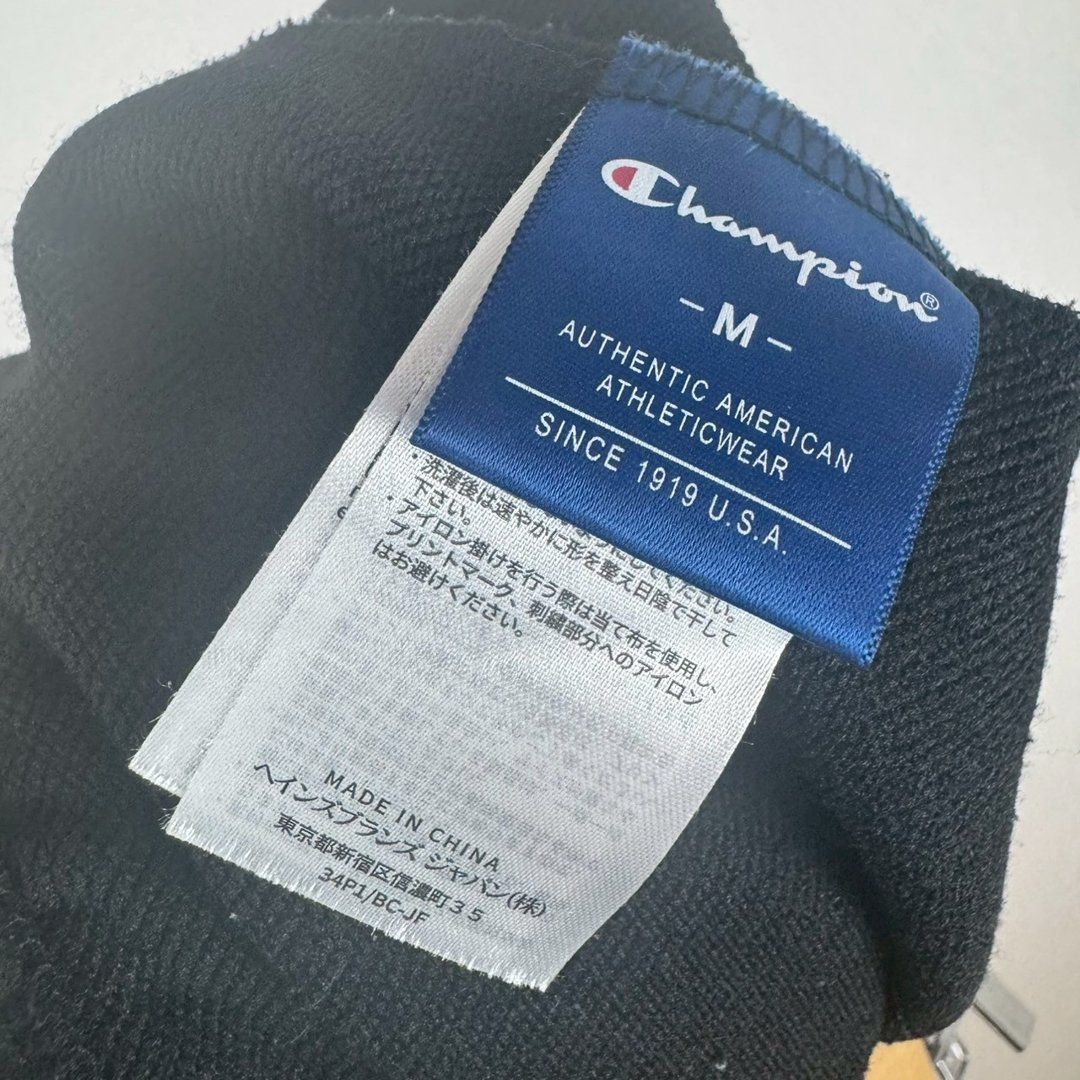 Champion®
-M-
AUTHENTIC AMERICAN
ATHLETICWEAR
SINCE 1919 U.S.A.
・洗濯後は速やかに形を整え日陰で干して
下さい。
・アイロン掛けを行う際は当て布を使用し、
プリントマーク、刺繍部分へのアイロン
はお避けください。
MADE IN CHINA
ヘインズブランズ ジャパン(株)
東京都新宿区信濃町35
34P1/BC-JF